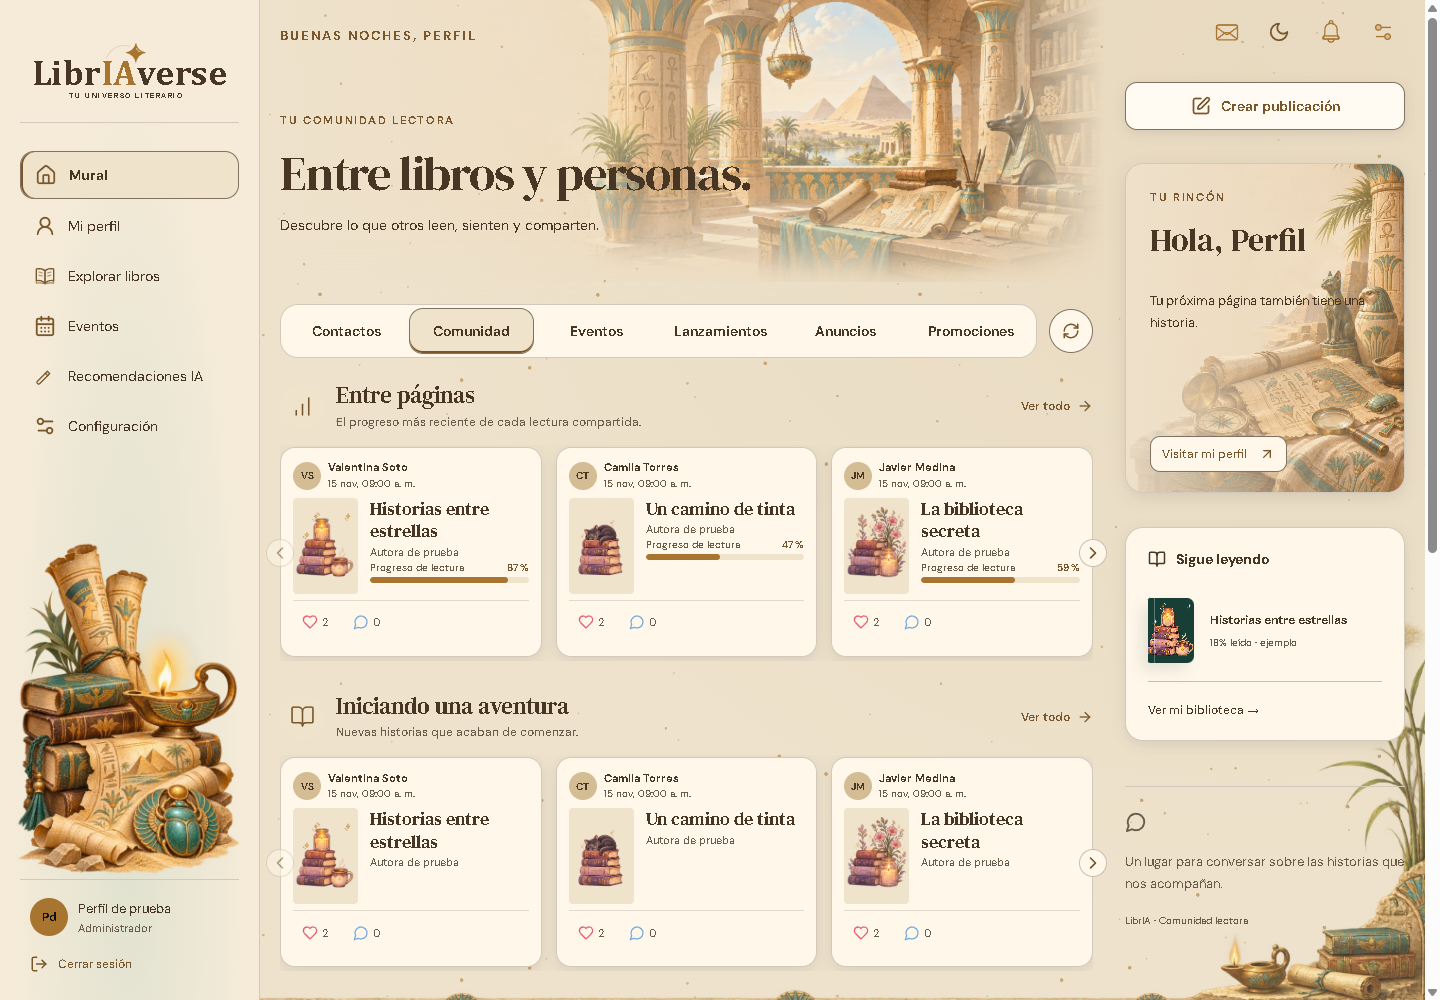 LibrIAverse
TU UNIVERSO LITERARIO
Mural
Mi perfil
Explorar libros
Eventos
Recomendaciones IA
Configuración
Pd
Perfil de prueba
Administrador
Cerrar sesión
BUENAS NOCHES, PERFIL
TU COMUNIDAD LECTORA
Entre libros y personas.
Descubre lo que otros leen, sienten y comparten.
Contactos
Comunidad
Eventos
Lanzamientos
Anuncios
Promociones
Entre páginas
El progreso más reciente de cada lectura compartida.
Ver todo →
VS
Valentina Soto
15 nov, 09:00 a. m.
Historias entre
estrellas
Autora de prueba
Progreso de lectura 87 %
2 0
CT
Camila Torres
15 nov, 09:00 a. m.
Un camino de tinta
Autora de prueba
Progreso de lectura 47 %
2 0
JM
Javier Medina
15 nov, 09:00 a. m.
La biblioteca
secreta
Autora de prueba
Progreso de lectura 59 %
2 0
Iniciando una aventura
Nuevas historias que acaban de comenzar.
Ver todo →
VS
Valentina Soto
15 nov, 09:00 a. m.
Historias entre
estrellas
Autora de prueba
2 0
CT
Camila Torres
15 nov, 09:00 a. m.
Un camino de tinta
Autora de prueba
2 0
JM
Javier Medina
15 nov, 09:00 a. m.
La biblioteca
secreta
Autora de prueba
2 0
Crear publicación
TU RINCÓN
Hola, Perfil
Tu próxima página también tiene una
historia.
Visitar mi perfil
Sigue leyendo
Historias entre estrellas
18% leído · ejemplo
Ver mi biblioteca →
Un lugar para conversar sobre las historias que
nos acompañan.
LibrIA · Comunidad lectora